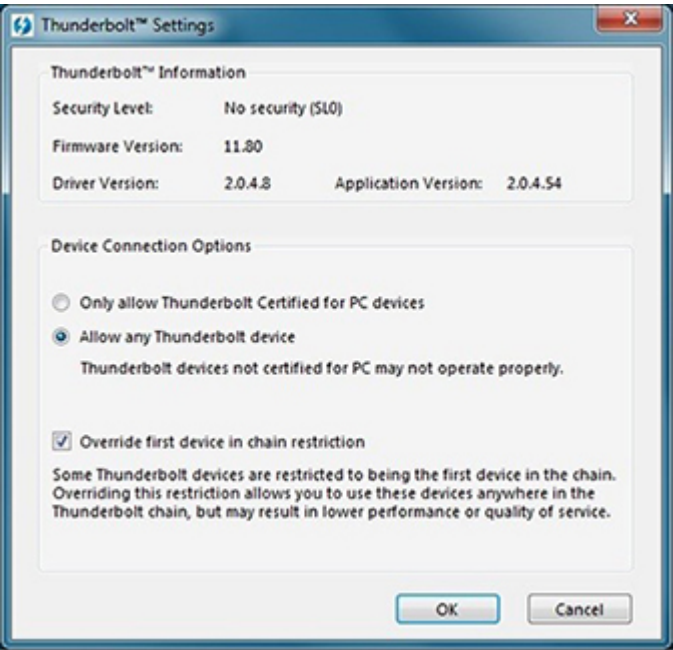 Thunderbolt™ Settings
Thunderbolt™ Information
Security Level: No security (SL0)
Firmware Version: 11.80
Driver Version: 2.0.4.8 Application Version: 2.0.4.54
Device Connection Options
Only allow Thunderbolt Certified for PC devices
Allow any Thunderbolt device
Thunderbolt devices not certified for PC may not operate properly.
Override first device in chain restriction
Some Thunderbolt devices are restricted to being the first device in the chain.
Overriding this restriction allows you to use these devices anywhere in the
Thunderbolt chain, but may result in lower performance or quality of service.
OK Cancel